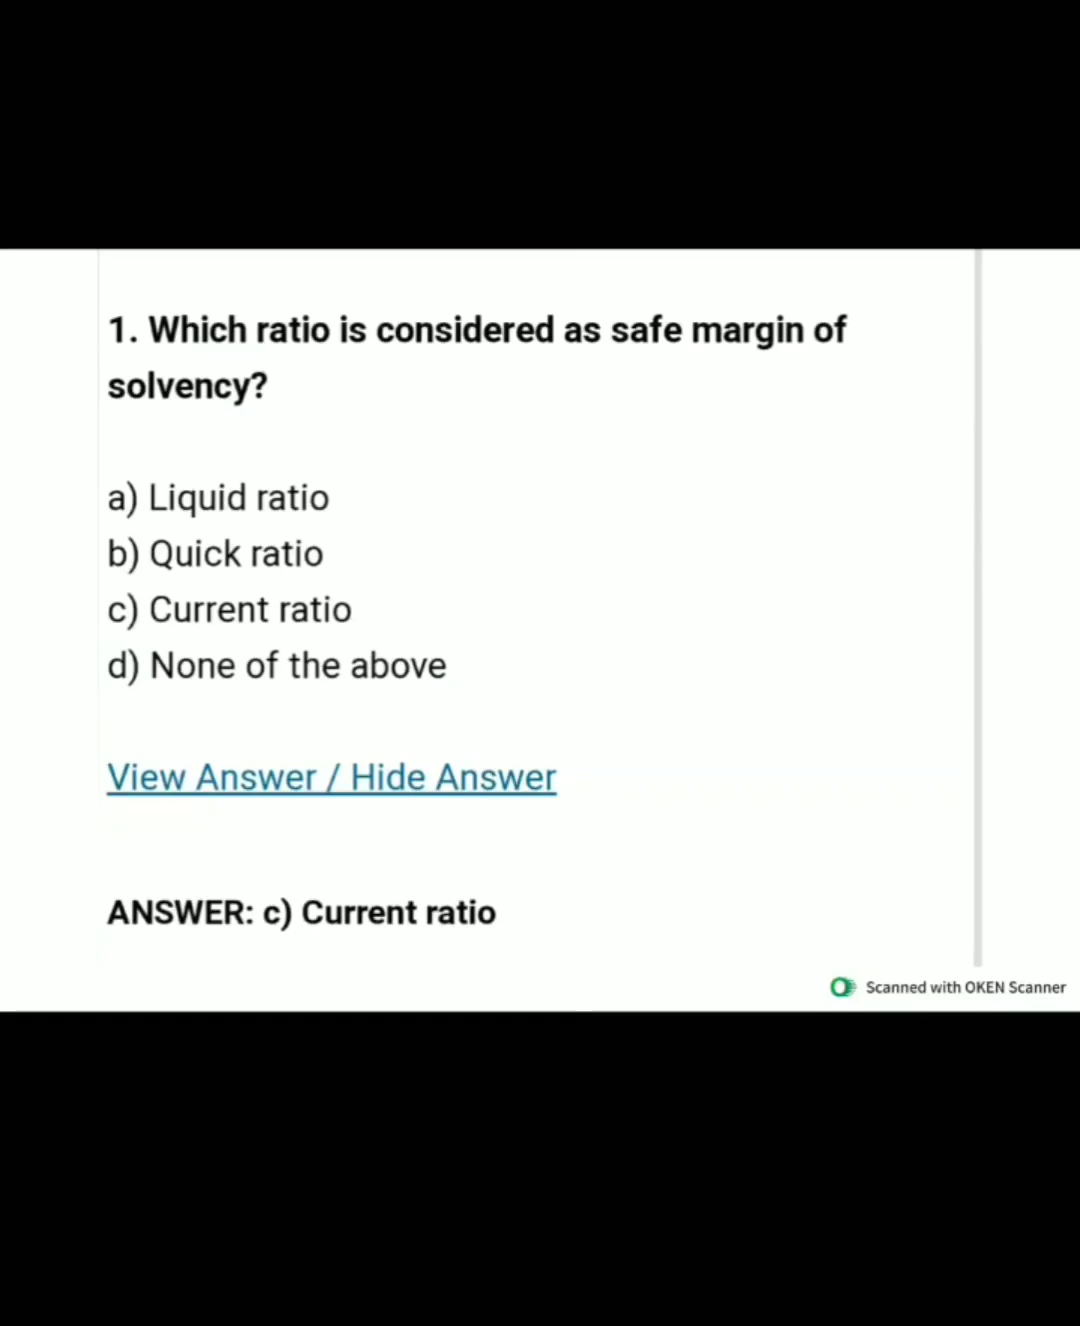 1. Which ratio is considered as safe margin of
solvency?
a) Liquid ratio
b) Quick ratio
c) Current ratio
d) None of the above
View Answer / Hide Answer
ANSWER: c) Current ratio
Scanned with OKEN Scanner